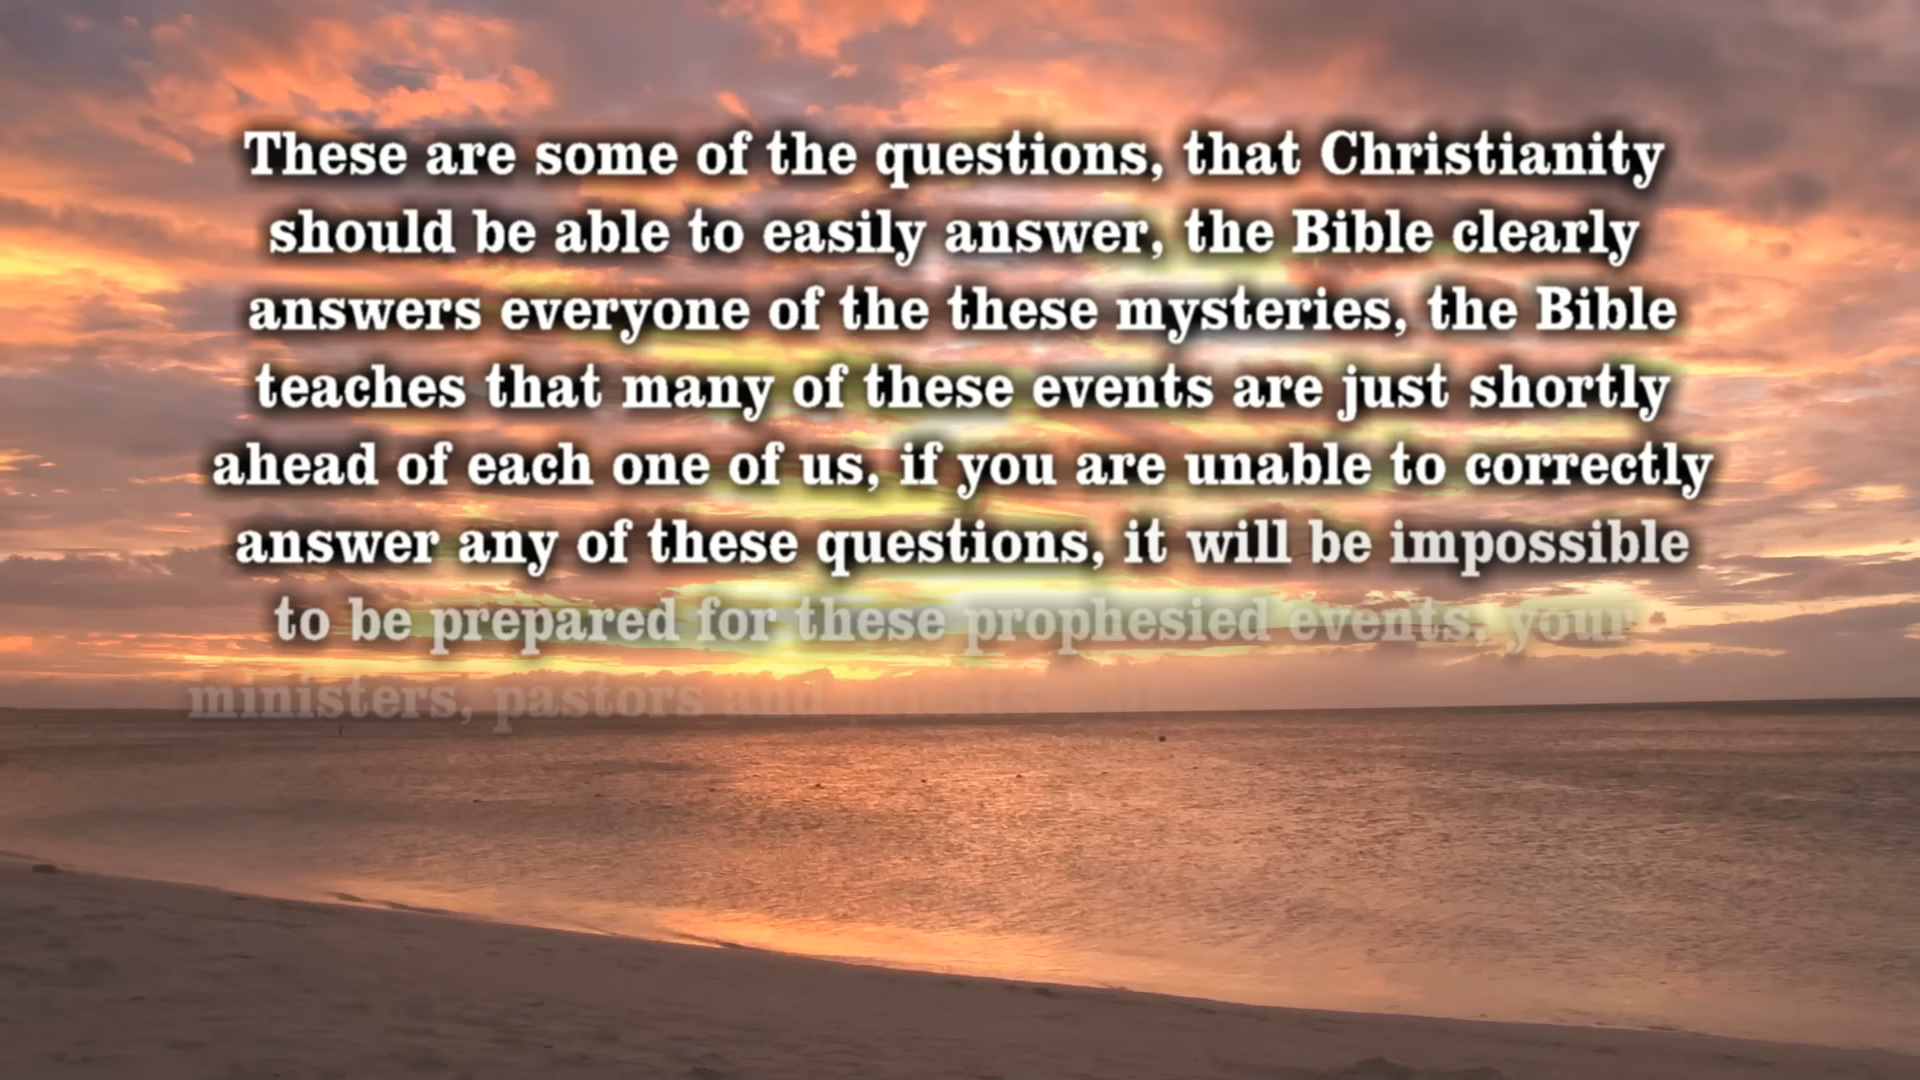 These are some of the questions, that Christianity
should be able to easily answer, the Bible clearly
answers everyone of the these mysteries, the Bible
teaches that many of these events are just shortly
ahead of each one of us, if you are unable to correctly
answer any of these questions, it will be impossible
to be prepared for these prophesied events, your
ministers, pastors and priests